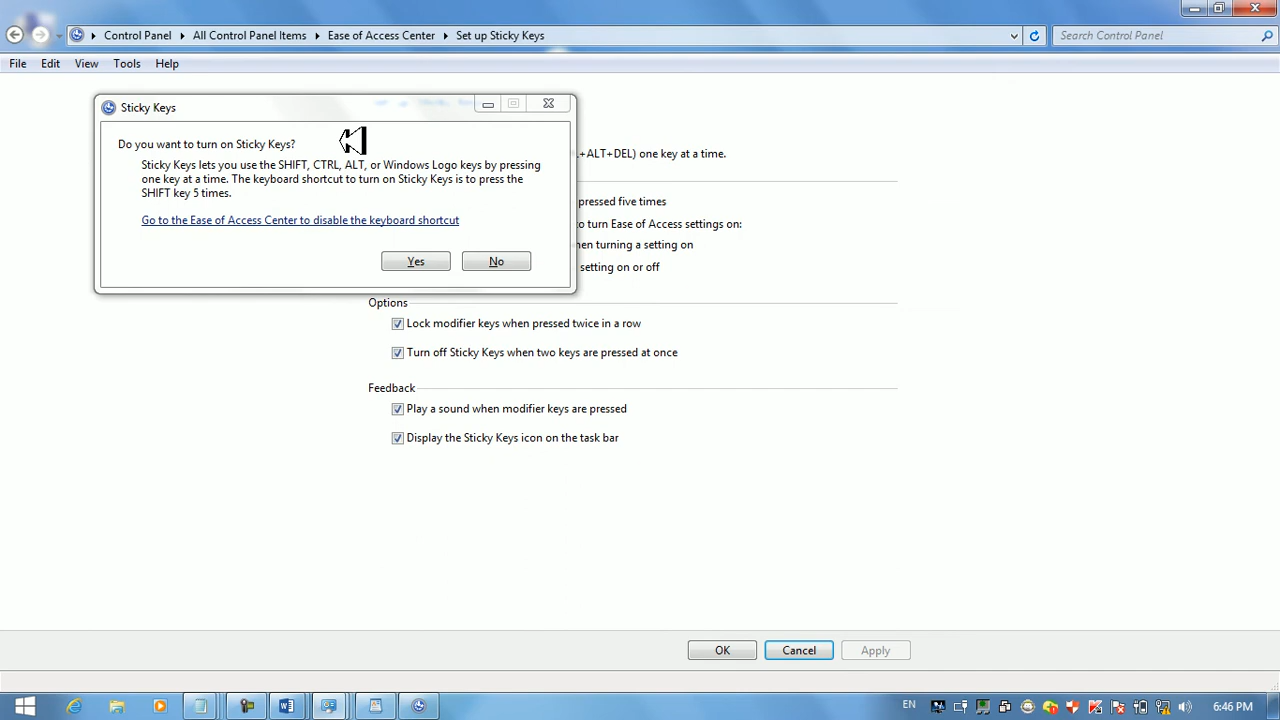 Control Panel All Control Panel Items Ease of Access Center Set up Sticky Keys Search Control Panel
File Edit View Tools Help
Sticky Keys
Do you want to turn on Sticky Keys?
Sticky Keys lets you use the SHIFT, CTRL, ALT, or Windows Logo keys by pressing
one key at a time. The keyboard shortcut to turn on Sticky Keys is to press the
SHIFT key 5 times.
Go to the Ease of Access Center to disable the keyboard shortcut
Yes No
+ALT+DEL) one key at a time.
pressed five times
to turn Ease of Access settings on:
when turning a setting on
setting on or off
Options
Lock modifier keys when pressed twice in a row
Turn off Sticky Keys when two keys are pressed at once
Feedback
Play a sound when modifier keys are pressed
Display the Sticky Keys icon on the task bar
OK Cancel Apply
EN 6:46 PM